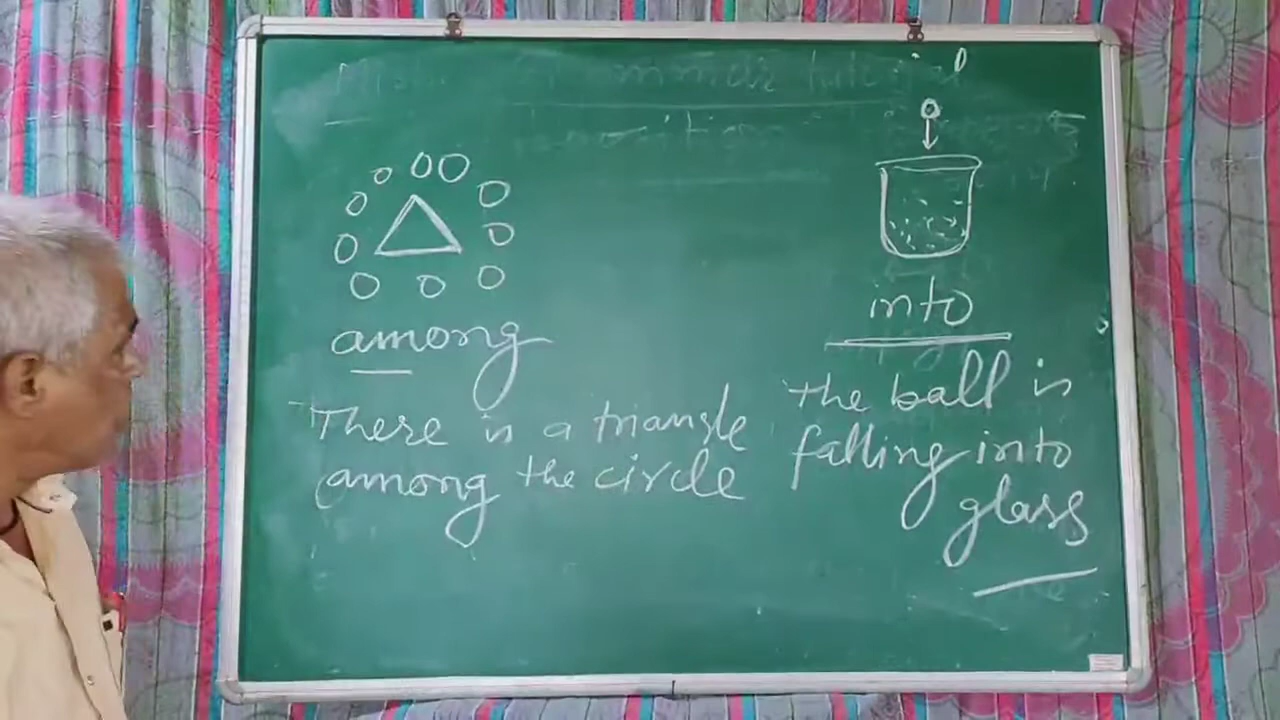 among
There is a triangle
among the circle
into
The ball is
falling into
glass